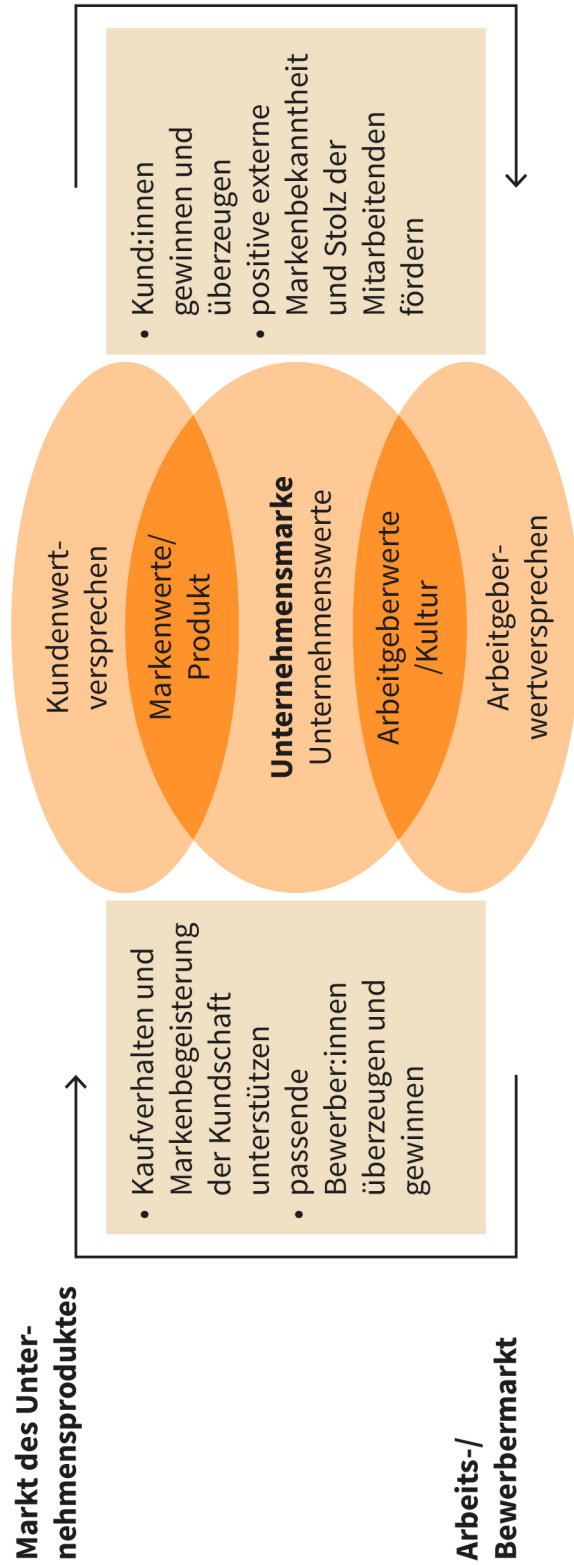 Markt des Unter-
nehmensproduktes
Arbeits-/
Bewerbermarkt
• Kaufverhalten und
Markenbegeisterung
der Kundschaft
unterstützen
• passende
Bewerber:innen
überzeugen und
gewinnen
Kundenwert-
versprechen
Markenwerte/
Produkt
Unternehmensmarke
Unternehmenswerte
Arbeitgeberwerte
/Kultur
Arbeitgeber-
wertversprechen
• Kund:innen
gewinnen und
überzeugen
• positive externe
Markenbekanntheit
und Stolz der
Mitarbeitenden
fördern